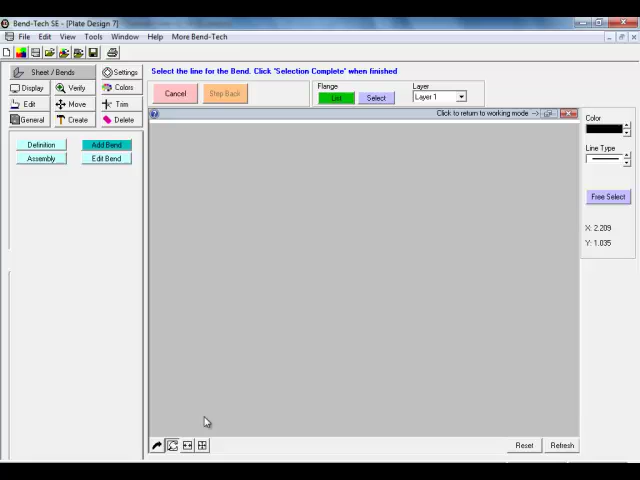 Bend-Tech SE - [Plate Design 7]
File Edit View Tools Window Help More Bend-Tech
Sheet / Bends Settings
Display Verify Colors
Edit Move Trim
General Create Delete
Definition Add Bend
Assembly Edit Bend
Select the line for the Bend. Click "Selection Complete" when finished
Cancel Step Back
Flange
List Select
Layer
Layer 1
Click to return to working mode ->
Color
Line Type
Free Select
X: 2.209
Y: 1.035
Reset Refresh